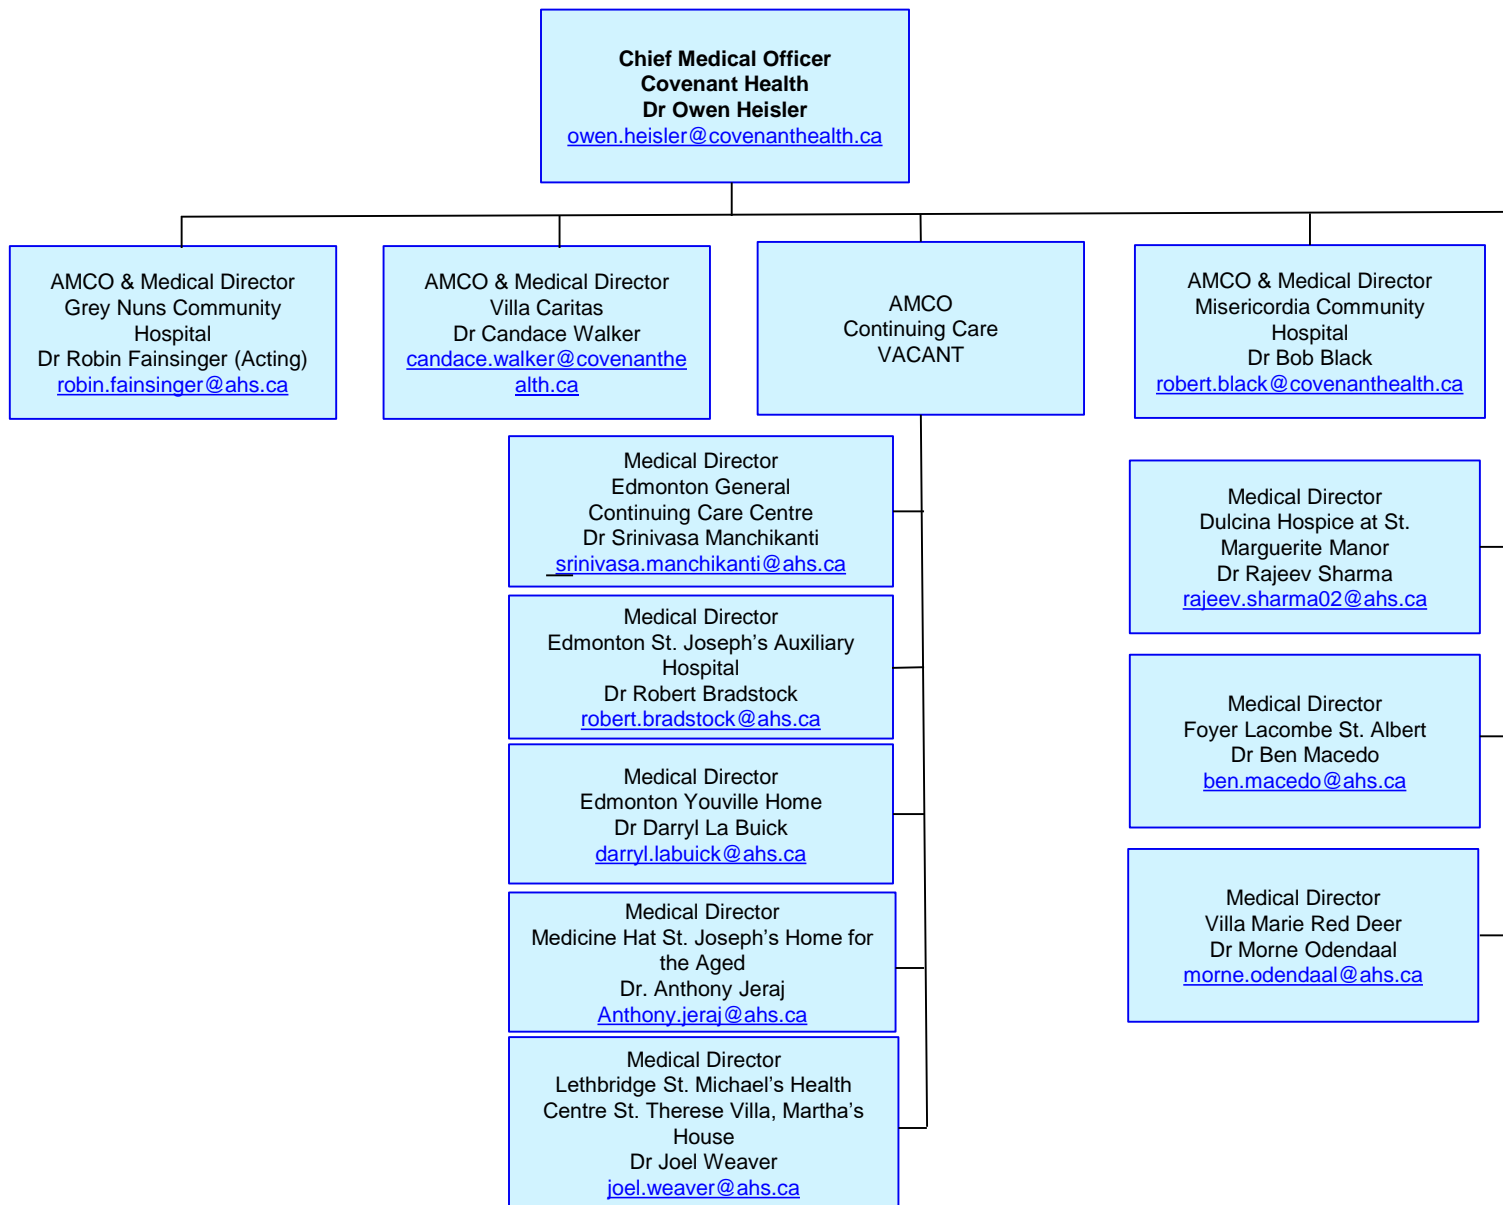 Chief Medical Officer
Covenant Health
Dr Owen Heisler
owen.heisler@covenanthealth.ca
AMCO & Medical Director
Grey Nuns Community
Hospital
Dr Robin Fainsinger (Acting)
robin.fainsinger@ahs.ca
AMCO & Medical Director
Villa Caritas
Dr Candace Walker
candace.walker@covenanthe
alth.ca
AMCO
Continuing Care
VACANT
AMCO & Medical Director
Misericordia Community
Hospital
Dr Bob Black
robert.black@covenanthealth.ca
Medical Director
Edmonton General
Continuing Care Centre
Dr Srinivasa Manchikanti
srinivasa.manchikanti@ahs.ca
Medical Director
Edmonton St. Joseph’s Auxiliary
Hospital
Dr Robert Bradstock
robert.bradstock@ahs.ca
Medical Director
Edmonton Youville Home
Dr Darryl La Buick
darryl.labuick@ahs.ca
Medical Director
Medicine Hat St. Joseph’s Home for
the Aged
Dr. Anthony Jeraj
Anthony.jeraj@ahs.ca
Medical Director
Lethbridge St. Michael’s Health
Centre St. Therese Villa, Martha’s
House
Dr Joel Weaver
joel.weaver@ahs.ca
Medical Director
Dulcina Hospice at St.
Marguerite Manor
Dr Rajeev Sharma
rajeev.sharma02@ahs.ca
Medical Director
Foyer Lacombe St. Albert
Dr Ben Macedo
ben.macedo@ahs.ca
Medical Director
Villa Marie Red Deer
Dr Morne Odendaal
morne.odendaal@ahs.ca